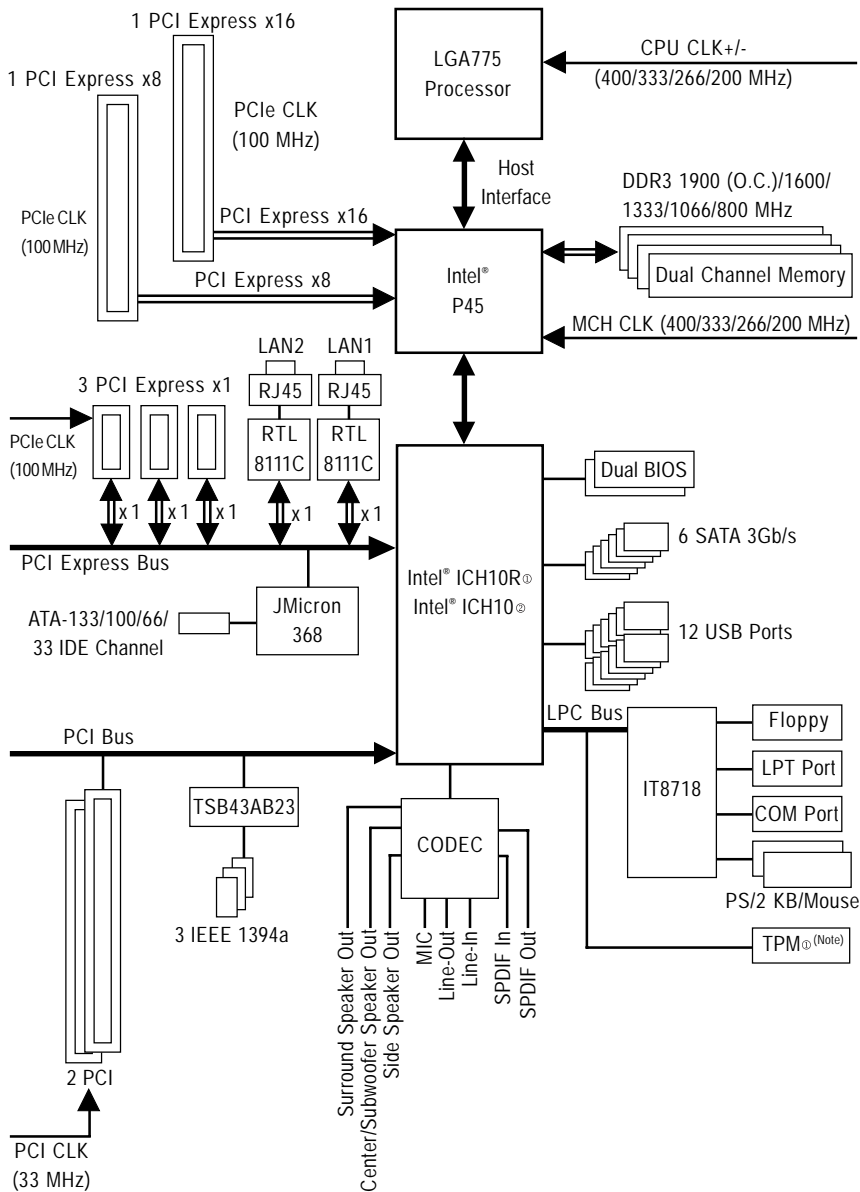 1 PCI Express x16
1 PCI Express x8
PCIe CLK
(100 MHz)
PCIe CLK
(100 MHz)
PCI Express x16
PCI Express x8
LGA775
Processor
CPU CLK+/-
(400/333/266/200 MHz)
Host
Interface
DDR3 1900 (O.C.)/1600/
1333/1066/800 MHz
Dual Channel Memory
Intel®
P45
MCH CLK (400/333/266/200 MHz)
LAN2
LAN1
RJ45
RJ45
RTL
8111C
RTL
8111C
3 PCI Express x1
PCIe CLK
(100 MHz)
x 1
x 1
x 1
x 1
x 1
PCI Express Bus
ATA-133/100/66/
33 IDE Channel
JMicron
368
Intel® ICH10R①
Intel® ICH10②
Dual BIOS
6 SATA 3Gb/s
12 USB Ports
LPC Bus
IT8718
Floppy
LPT Port
COM Port
PS/2 KB/Mouse
TPM① (Note)
PCI Bus
TSB43AB23
3 IEEE 1394a
CODEC
Surround Speaker Out
Center/Subwoofer Speaker Out
Side Speaker Out
MIC
Line-Out
Line-In
SPDIF In
SPDIF Out
2 PCI
PCI CLK
(33 MHz)